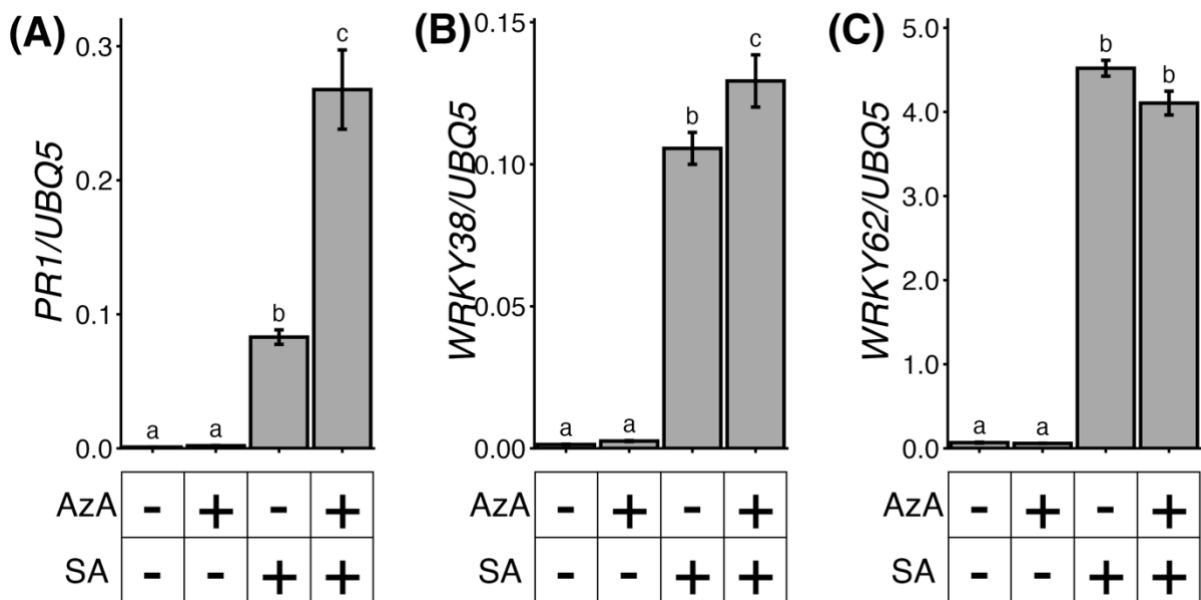 (A)
PR1/UBQ5
0.3
0.2
0.1
0.0
a a b c
AzA - + - +
SA - - + +
(B)
WRKY38/UBQ5
0.15
0.10
0.05
0.00
a a b c
- + - +
- - + +
(C)
WRKY62/UBQ5
5.0
4.0
3.0
2.0
1.0
0.0
a a b b
AzA - + - +
SA - - + +